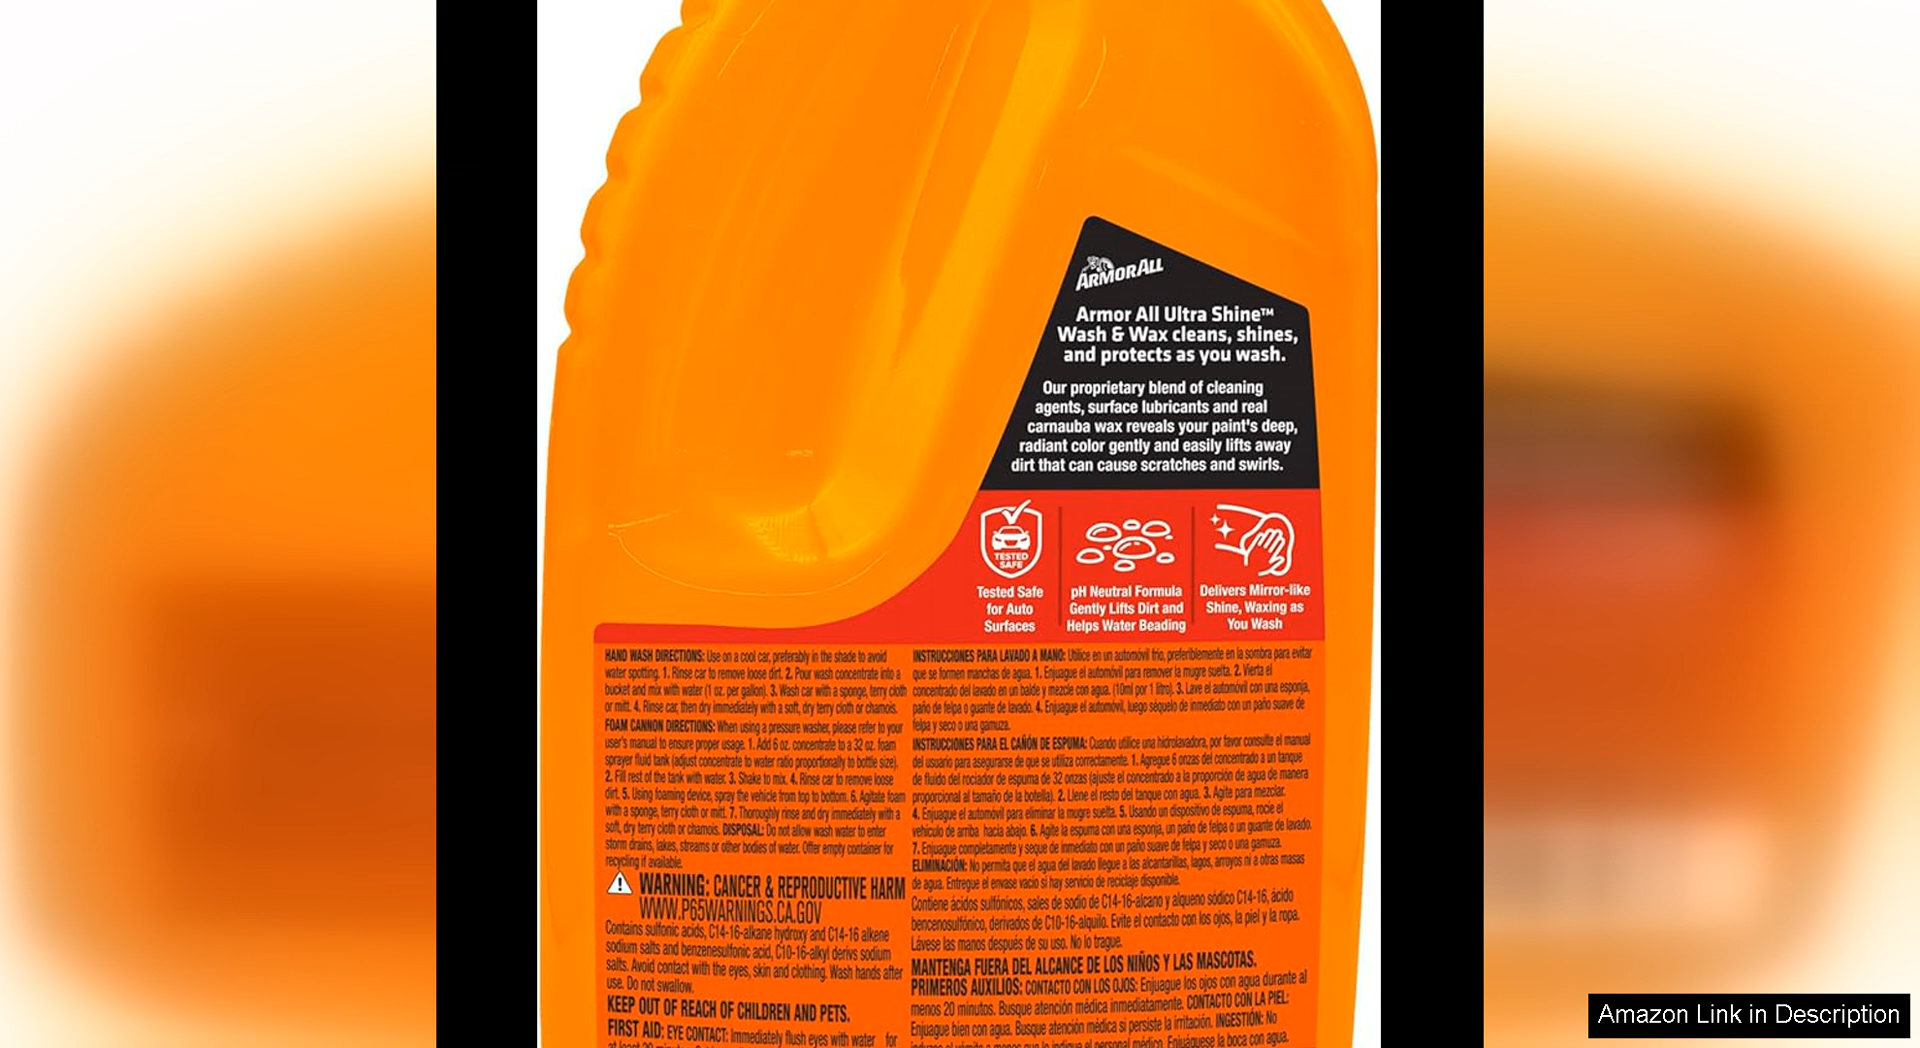 ARMORALL
Armor All Ultra Shine™
Wash & Wax cleans, shines,
and protects as you wash.
Our proprietary blend of cleaning
agents, surface lubricants and real
carnauba wax reveals your paint's deep,
radiant color gently and easily lifts away
dirt that can cause scratches and swirls.
TESTED
SAFE
Tested Safe
for Auto
Surfaces
pH Neutral Formula
Gently Lifts Dirt and
Helps Water Beading
Delivers Mirror-like
Shine, Waxing as
You Wash
HAND WASH DIRECTIONS: Use on a cool car, preferably in the shade to avoid
water spotting. 1. Rinse car to remove loose dirt. 2. Pour wash concentrate into a
bucket and mix with water (1 oz. per gallon). 3. Wash car with a sponge, terry cloth
or mitt. 4. Rinse car, then dry immediately with a soft, dry terry cloth or chamois.
FOAM CANNON DIRECTIONS: When using a pressure washer, please refer to your
user's manual to ensure proper usage. 1. Add 6 oz. concentrate to a 32 oz. foam
sprayer fluid tank (adjust concentrate to water ratio proportionally to bottle size).
2. Fill rest of the tank with water. 3. Shake to mix. 4. Rinse car to remove loose
dirt. 5. Using foaming device, spray the vehicle from top to bottom. 6. Agitate foam
with a sponge, terry cloth or mitt. 7. Thoroughly rinse and dry immediately with a
soft, dry terry cloth or chamois. DISPOSAL: Do not allow wash water to enter
storm drains, lakes, streams or other bodies of water. Offer empty container for
recycling if available.
WARNING: CANCER & REPRODUCTIVE HARM
WWW.P65WARNINGS.CA.GOV
Contains sulfonic acids, C14-16-alkane hydroxy and C14-16 alkene
sodium salts and benzenesulfonic acid, C10-16-alkyl derivs sodium
salts. Avoid contact with the eyes, skin and clothing. Wash hands after
use. Do not swallow.
KEEP OUT OF REACH OF CHILDREN AND PETS.
FIRST AID: EYE CONTACT: Immediately flush eyes with water for
INSTRUCCIONES PARA LAVADO A MANO: Utilice en un automóvil frío, preferiblemente en la sombra para evitar
que se formen manchas de agua. 1. Enjuague el automóvil para remover la mugre suelta. 2. Vierta el
concentrado del lavado en un balde y mezcle con agua. (10ml por 1 litro). 3. Lave el automóvil con una esponja,
paño de felpa o guante de lavado. 4. Enjuague el automóvil, luego séquelo de inmediato con un paño suave de
felpa y seco o una gamuza.
INSTRUCCIONES PARA EL CAÑÓN DE ESPUMA: Cuando utilice una hidrolavadora, por favor consulte el manual
del usuario para asegurarse de que se utiliza correctamente. 1. Agregue 6 onzas del concentrado a un tanque
de fluido del rociador de espuma de 32 onzas (ajuste el concentrado a la proporción de agua de manera
proporcional al tamaño de la botella). 2. Llene el resto del tanque con agua. 3. Agite para mezclar.
4. Enjuague el automóvil para eliminar la mugre suelta. 5. Usando un dispositivo de espuma, rocíe el
vehículo de arriba hacia abajo. 6. Agite la espuma con una esponja, un paño de felpa o un guante de lavado.
7. Enjuague completamente y seque de inmediato con un paño suave de felpa y seco o una gamuza.
ELIMINACIÓN: No permita que el agua del lavado llegue a las alcantarillas, lagos, arroyos ni a otras masas
de agua. Entregue el envase vacío si hay servicio de reciclaje disponible.
Contiene ácidos sulfónicos, sales de sodio de C14-16-alcano y alqueno sódico C14-16, ácido
bencenosulfónico, derivados de C10-16-alquilo. Evite el contacto con los ojos, la piel y la ropa.
Lávese las manos después de su uso. No lo trague.
MANTENGA FUERA DEL ALCANCE DE LOS NIÑOS Y LAS MASCOTAS.
PRIMEROS AUXILIOS: CONTACTO CON LOS OJOS: Enjuague los ojos con agua durante al
menos 20 minutos. Busque atención médica inmediatamente. CONTACTO CON LA PIEL:
Enjuague bien con agua. Busque atención médica si persiste la irritación. INGESTIÓN: No
Amazon Link in Description